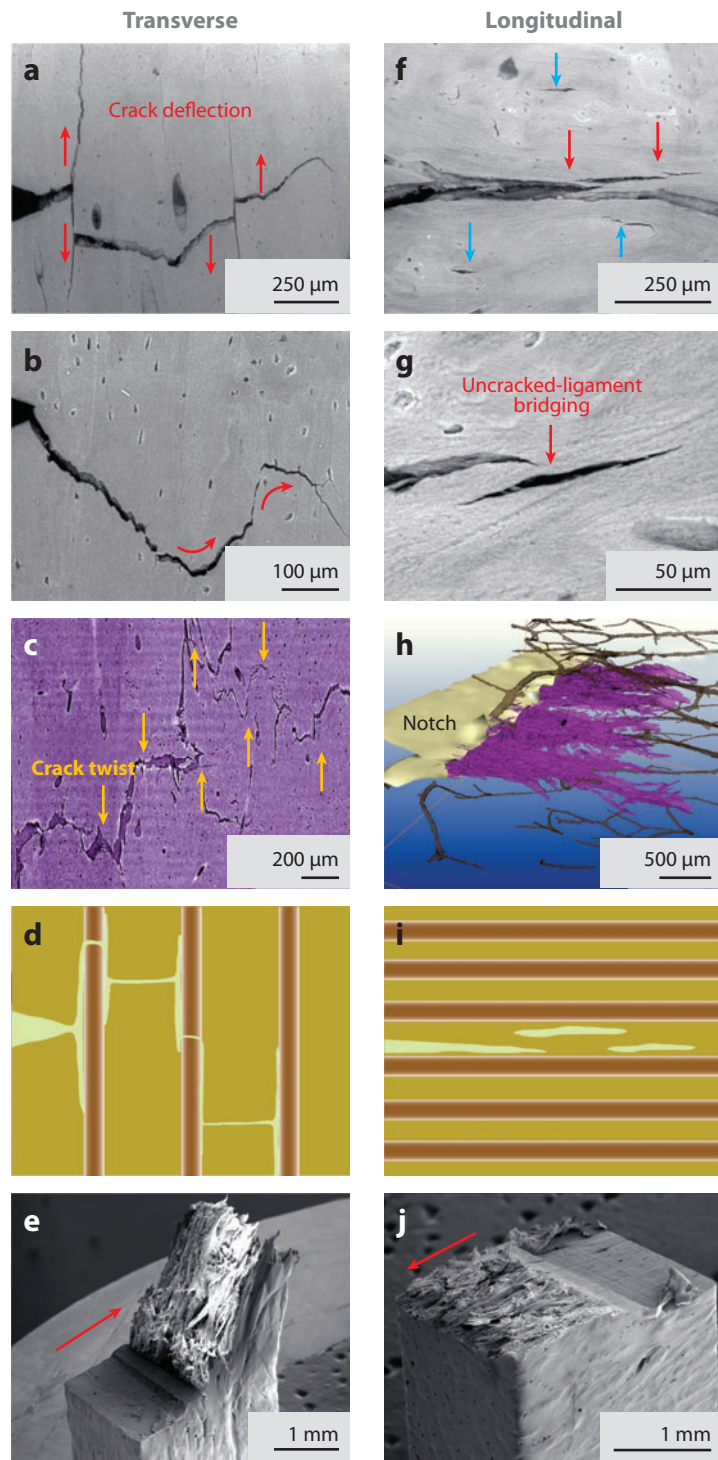 Transverse
Longitudinal
a
Crack deflection
250 µm
f
250 µm
b
100 µm
g
Uncracked-ligament
bridging
50 µm
c
Crack twist
200 µm
h
Notch
500 µm
d
i
e
1 mm
j
1 mm